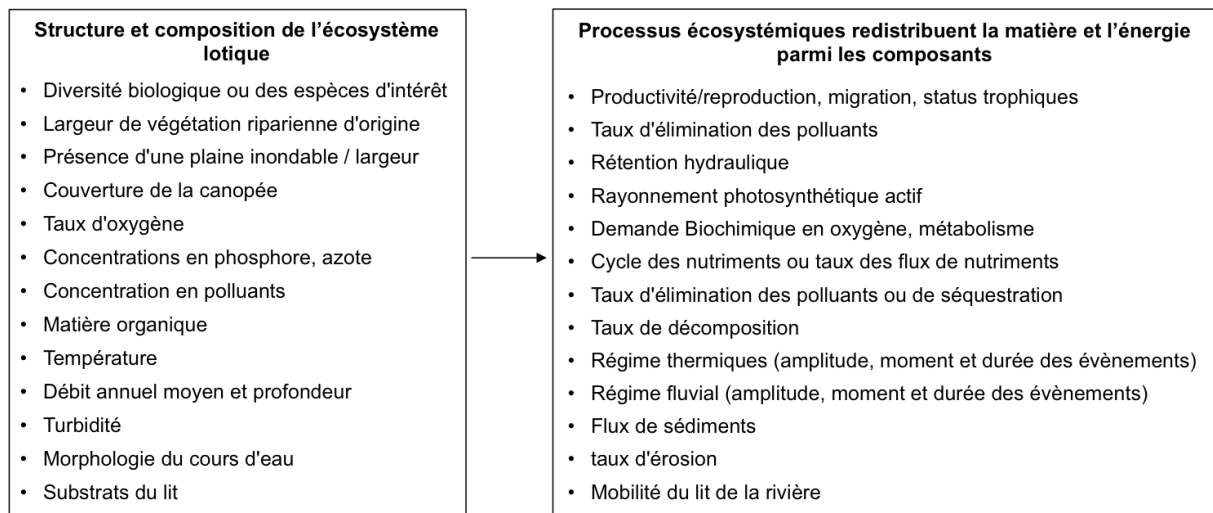 Structure et composition de l'écosystème
lotique
• Diversité biologique ou des espèces d'intérêt
• Largeur de végétation riparienne d'origine
• Présence d'une plaine inondable / largeur
• Couverture de la canopée
• Taux d'oxygène
• Concentrations en phosphore, azote
• Concentration en polluants
• Matière organique
• Température
• Débit annuel moyen et profondeur
• Turbidité
• Morphologie du cours d'eau
• Substrats du lit
Processus écosystémiques redistribuent la matière et l'énergie
parmi les composants
• Productivité/reproduction, migration, status trophiques
• Taux d'élimination des polluants
• Rétention hydraulique
• Rayonnement photosynthétique actif
• Demande Biochimique en oxygène, métabolisme
• Cycle des nutriments ou taux des flux de nutriments
• Taux d'élimination des polluants ou de séquestration
• Taux de décomposition
• Régime thermiques (amplitude, moment et durée des évènements)
• Régime fluvial (amplitude, moment et durée des évènements)
• Flux de sédiments
• taux d'érosion
• Mobilité du lit de la rivière